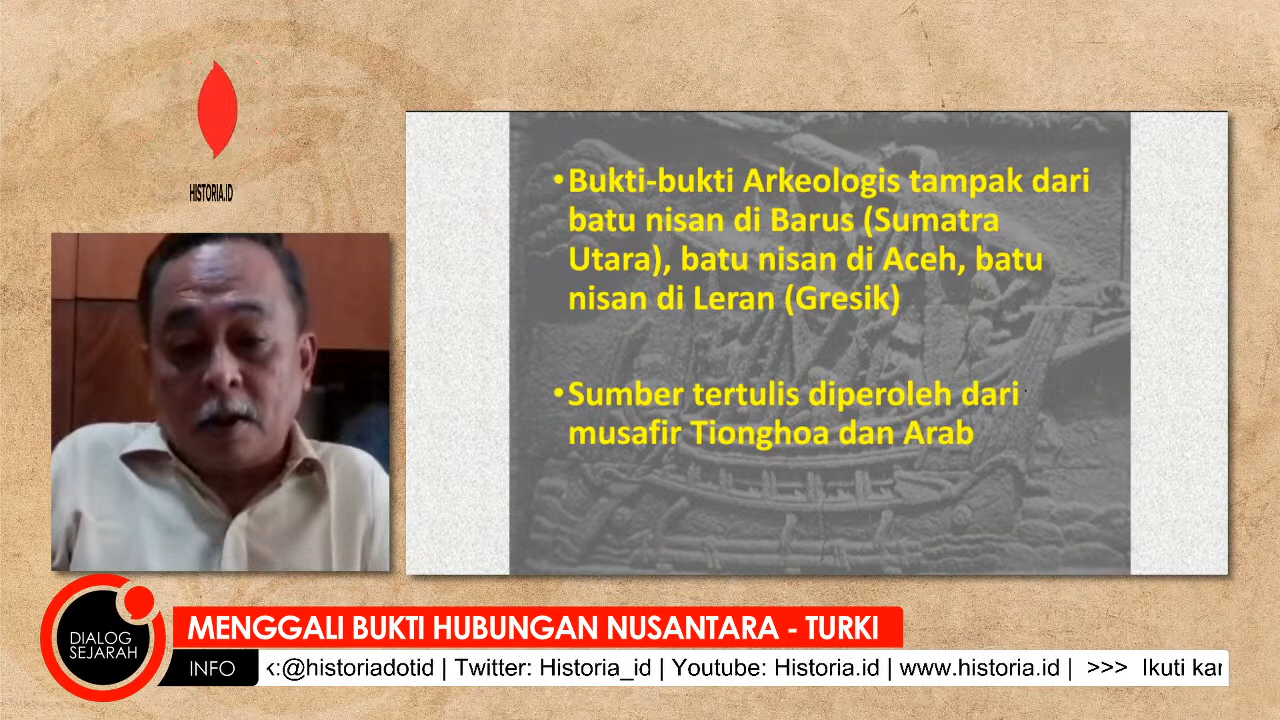 HISTORIA.ID
•Bukti-bukti Arkeologis tampak dari
batu nisan di Barus (Sumatra
Utara), batu nisan di Aceh, batu
nisan di Leran (Gresik)
•Sumber tertulis diperoleh dari
musafir Tionghoa dan Arab
DIALOG
SEJARAH
MENGGALI BUKTI HUBUNGAN NUSANTARA - TURKI
INFO
k:@historiadotid | Twitter: Historia_id | Youtube: Historia.id | www.historia.id | >>> Ikuti kar